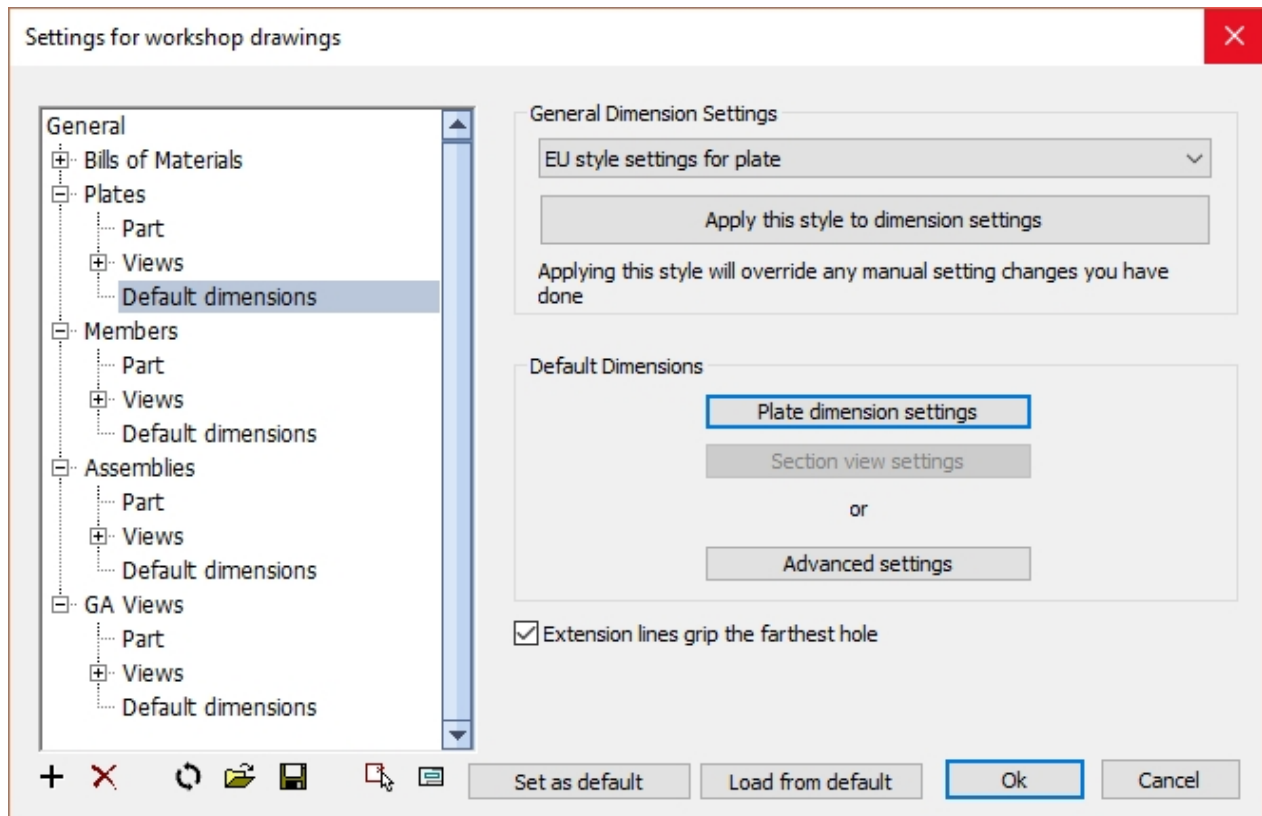 Settings for workshop drawings
General
Bills of Materials
Plates
Part
Views
Default dimensions
Members
Part
Views
Default dimensions
Assemblies
Part
Views
Default dimensions
GA Views
Part
Views
Default dimensions
General Dimension Settings
EU style settings for plate
Apply this style to dimension settings
Applying this style will override any manual setting changes you have
done
Default Dimensions
Plate dimension settings
Section view settings
or
Advanced settings
Extension lines grip the farthest hole
Set as default
Load from default
Ok
Cancel